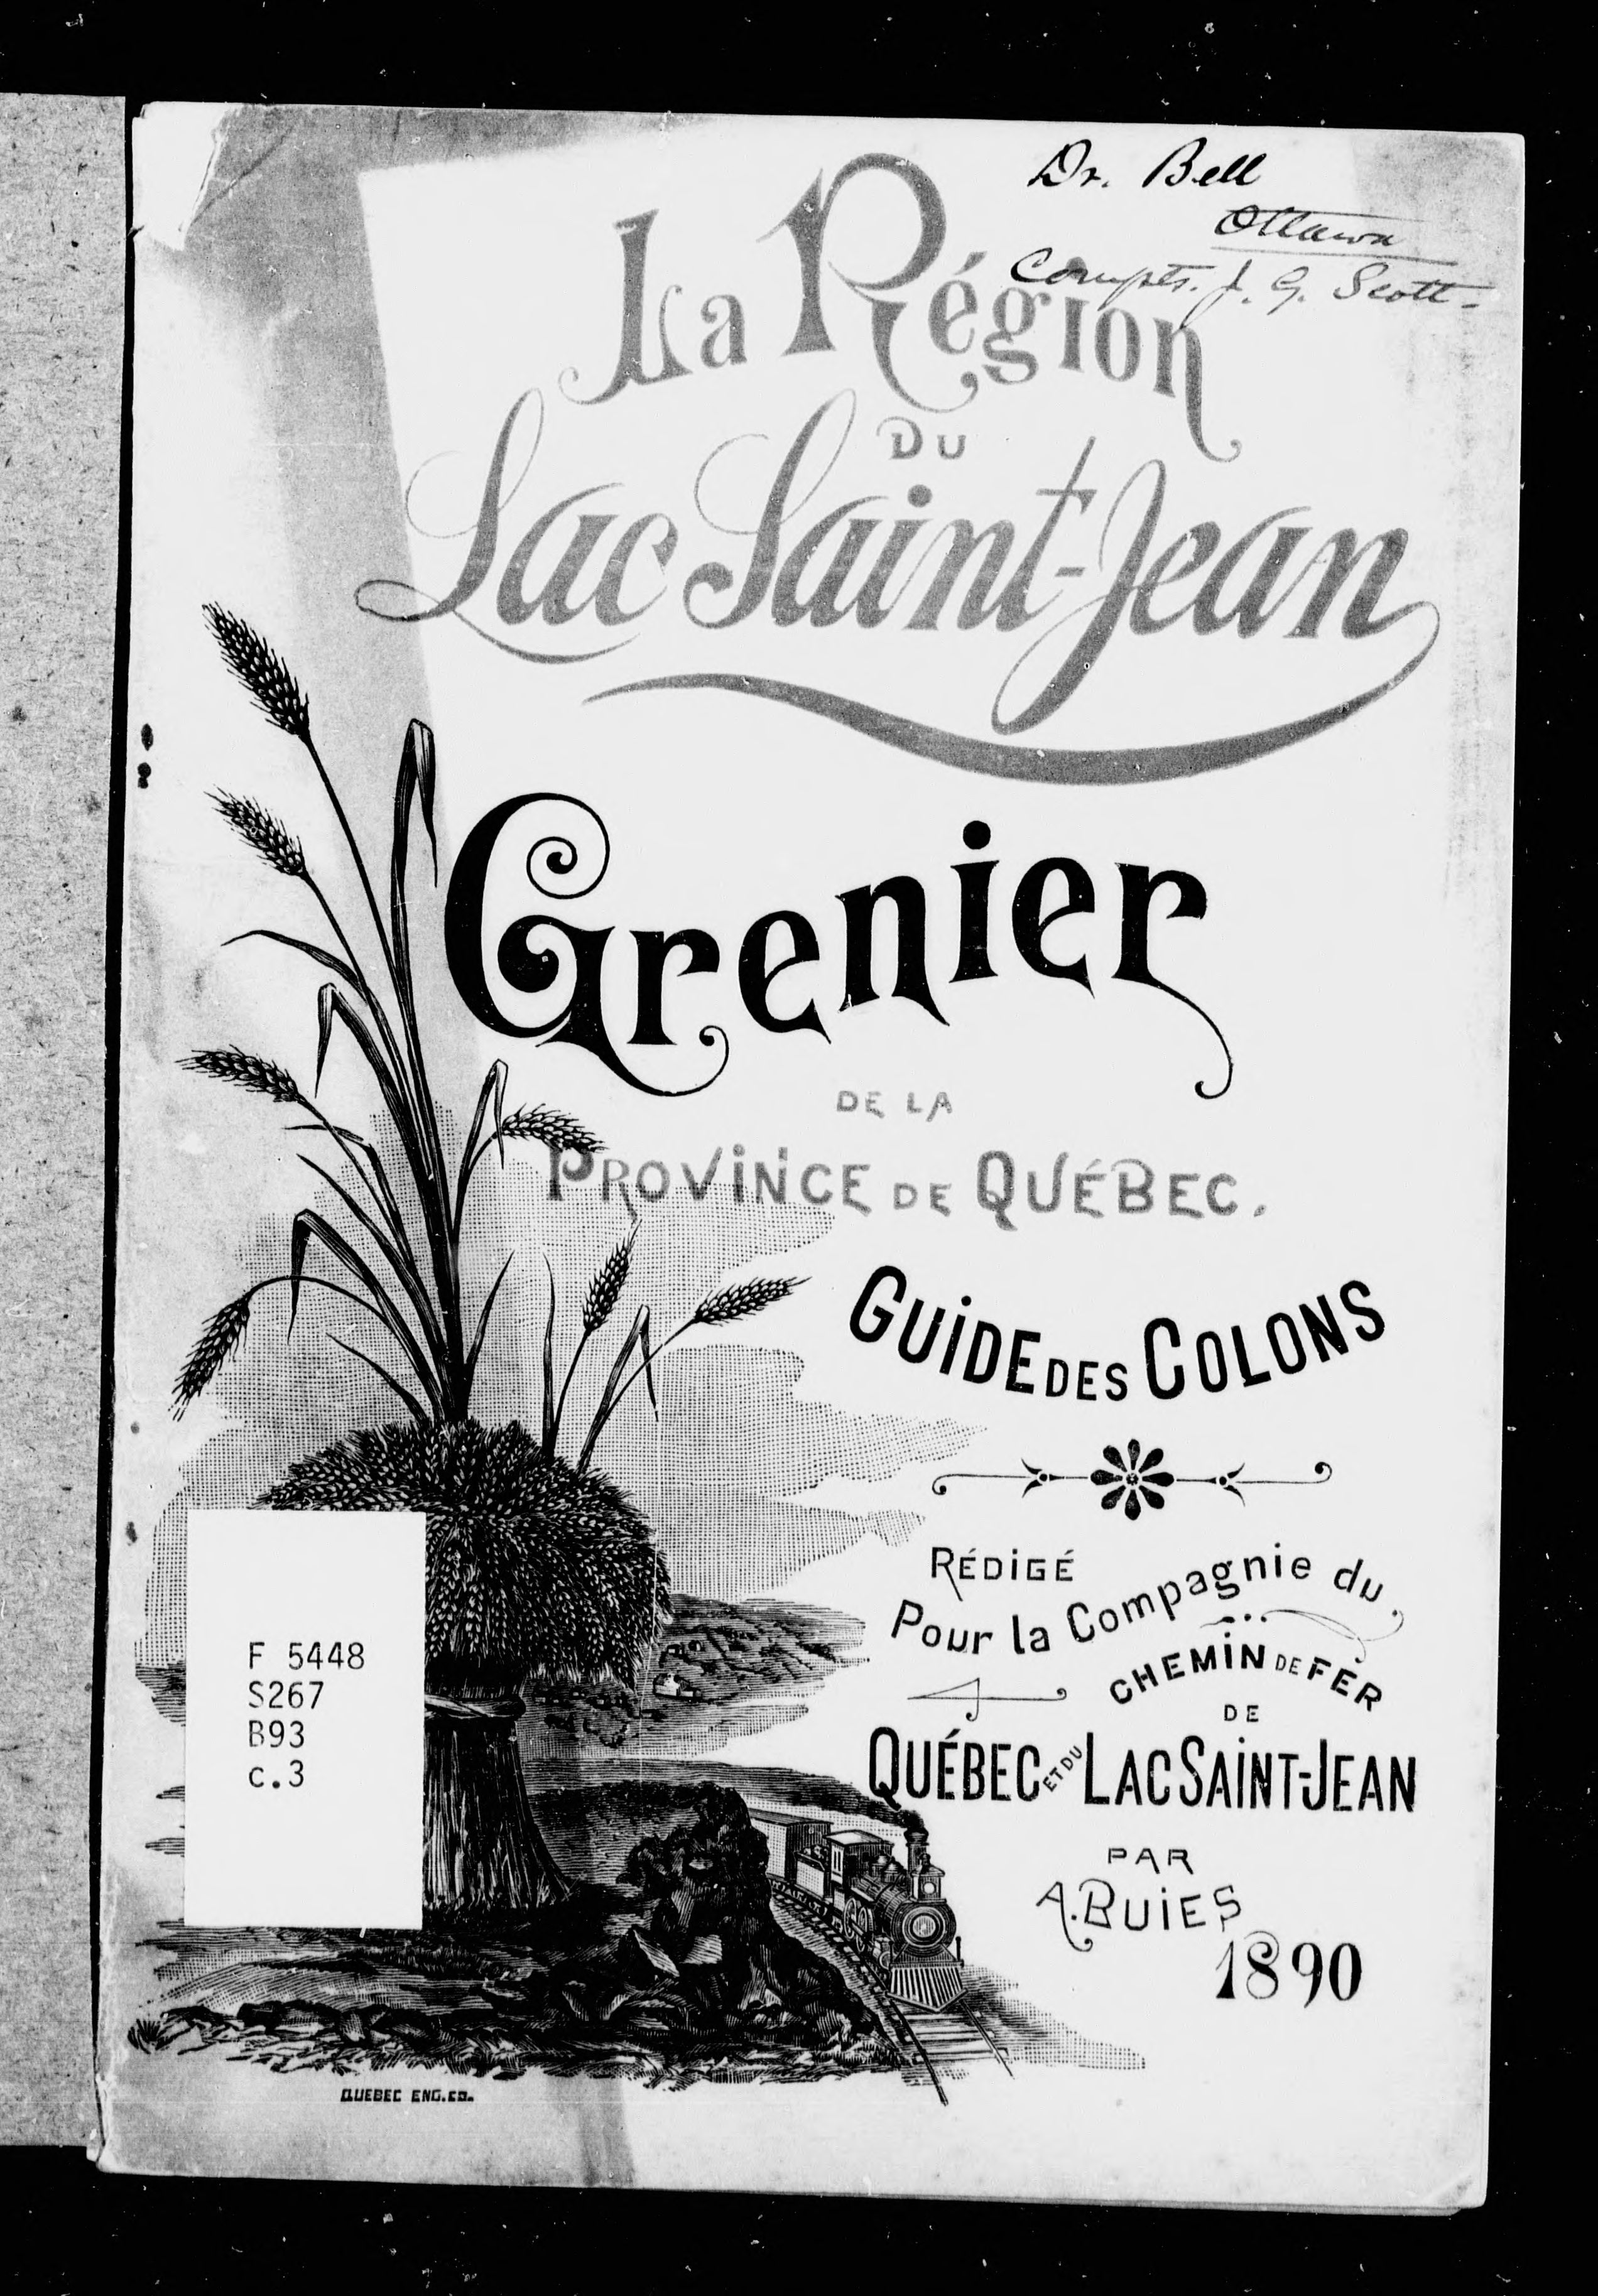 Dr. Bell
Ottawa
Compts. J. G. Scott.
La Région
DU
Lac Saint-Jean
Grenier
DE LA
PROVINCE DE QUÉBEC.
GUIDE DES COLONS
RÉDIGÉ
Pour la Compagnie du
CHEMIN DE FER
DE
QUÉBEC ET DU LAC SAINT-JEAN
PAR
A. BUIES
1890
F 5448
S267
B93
c.3
QUEBEC ENG. CO.